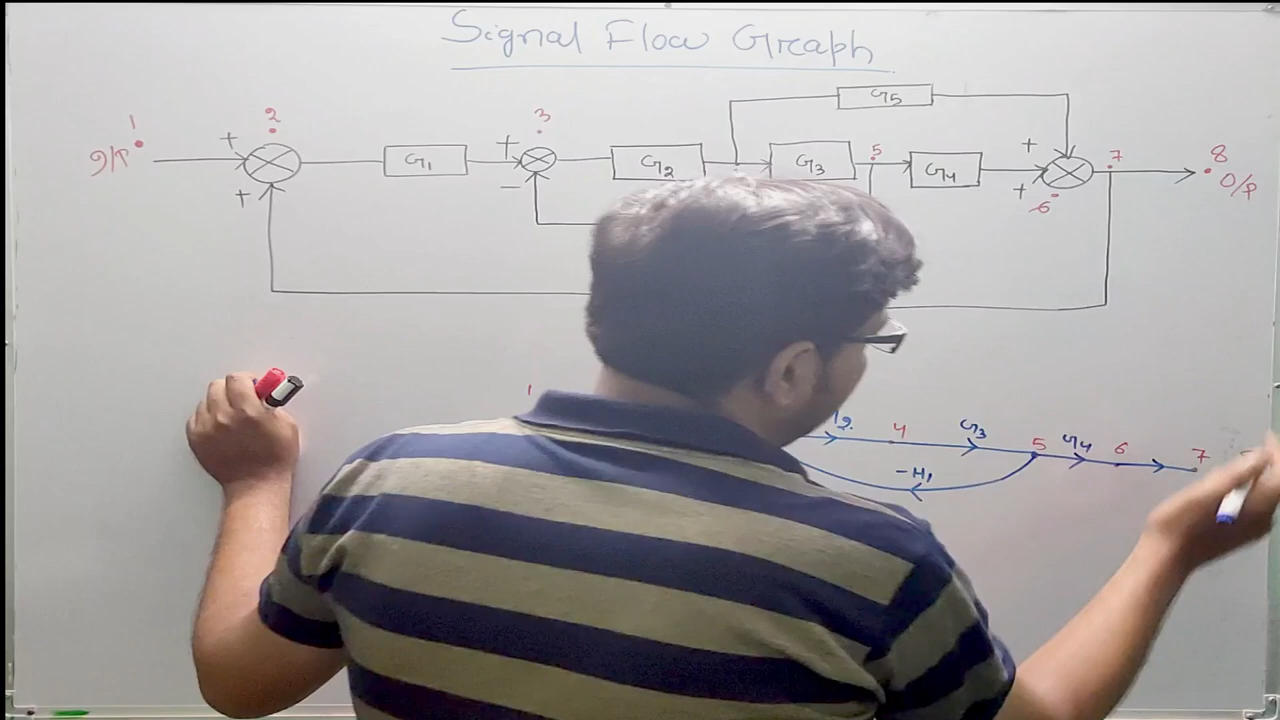 Signal Flow Graph
G5
1 2 3
I/P + G1 + G2 G3 5 G4 + 7 8
- + 6 O/P
+
1
4 G3 5 G4 6 7
-H1